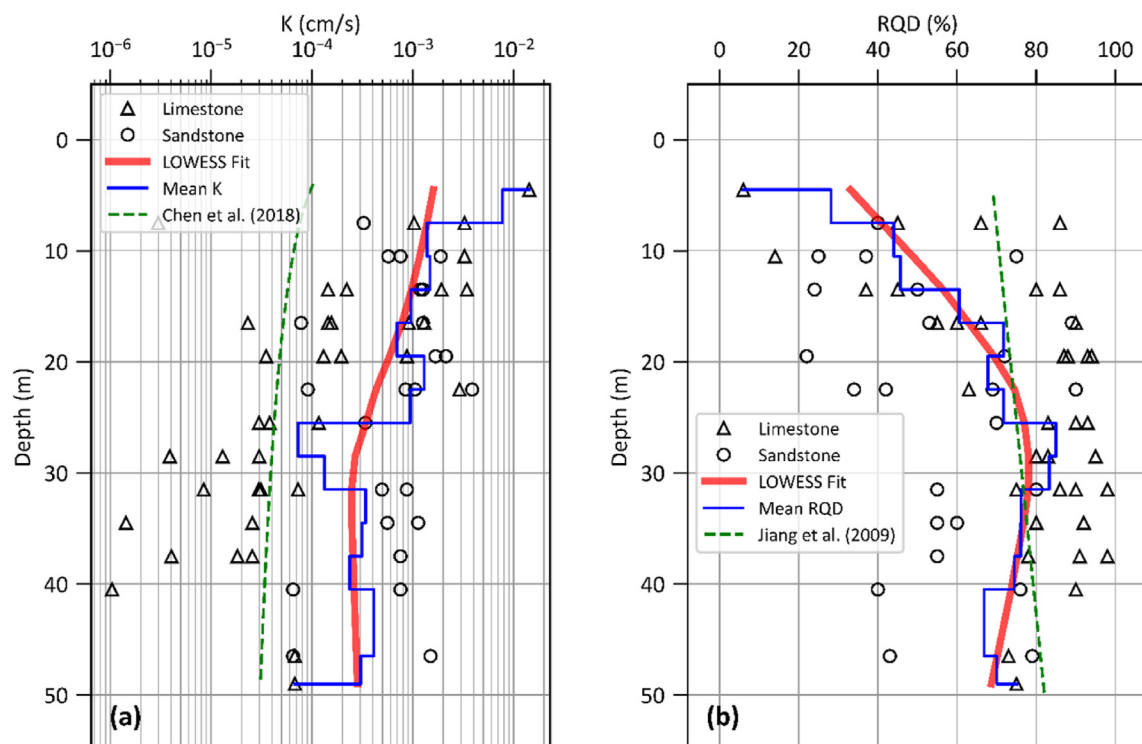 K (cm/s)
10⁻⁶ 10⁻⁵ 10⁻⁴ 10⁻³ 10⁻²
Limestone
Sandstone
LOWESS Fit
Mean K
Chen et al. (2018)
0
10
20
30
40
50
Depth (m)
(a)
RQD (%)
0 20 40 60 80 100
0
10
20
30
40
50
Depth (m)
Limestone
Sandstone
LOWESS Fit
Mean RQD
Jiang et al. (2009)
(b)